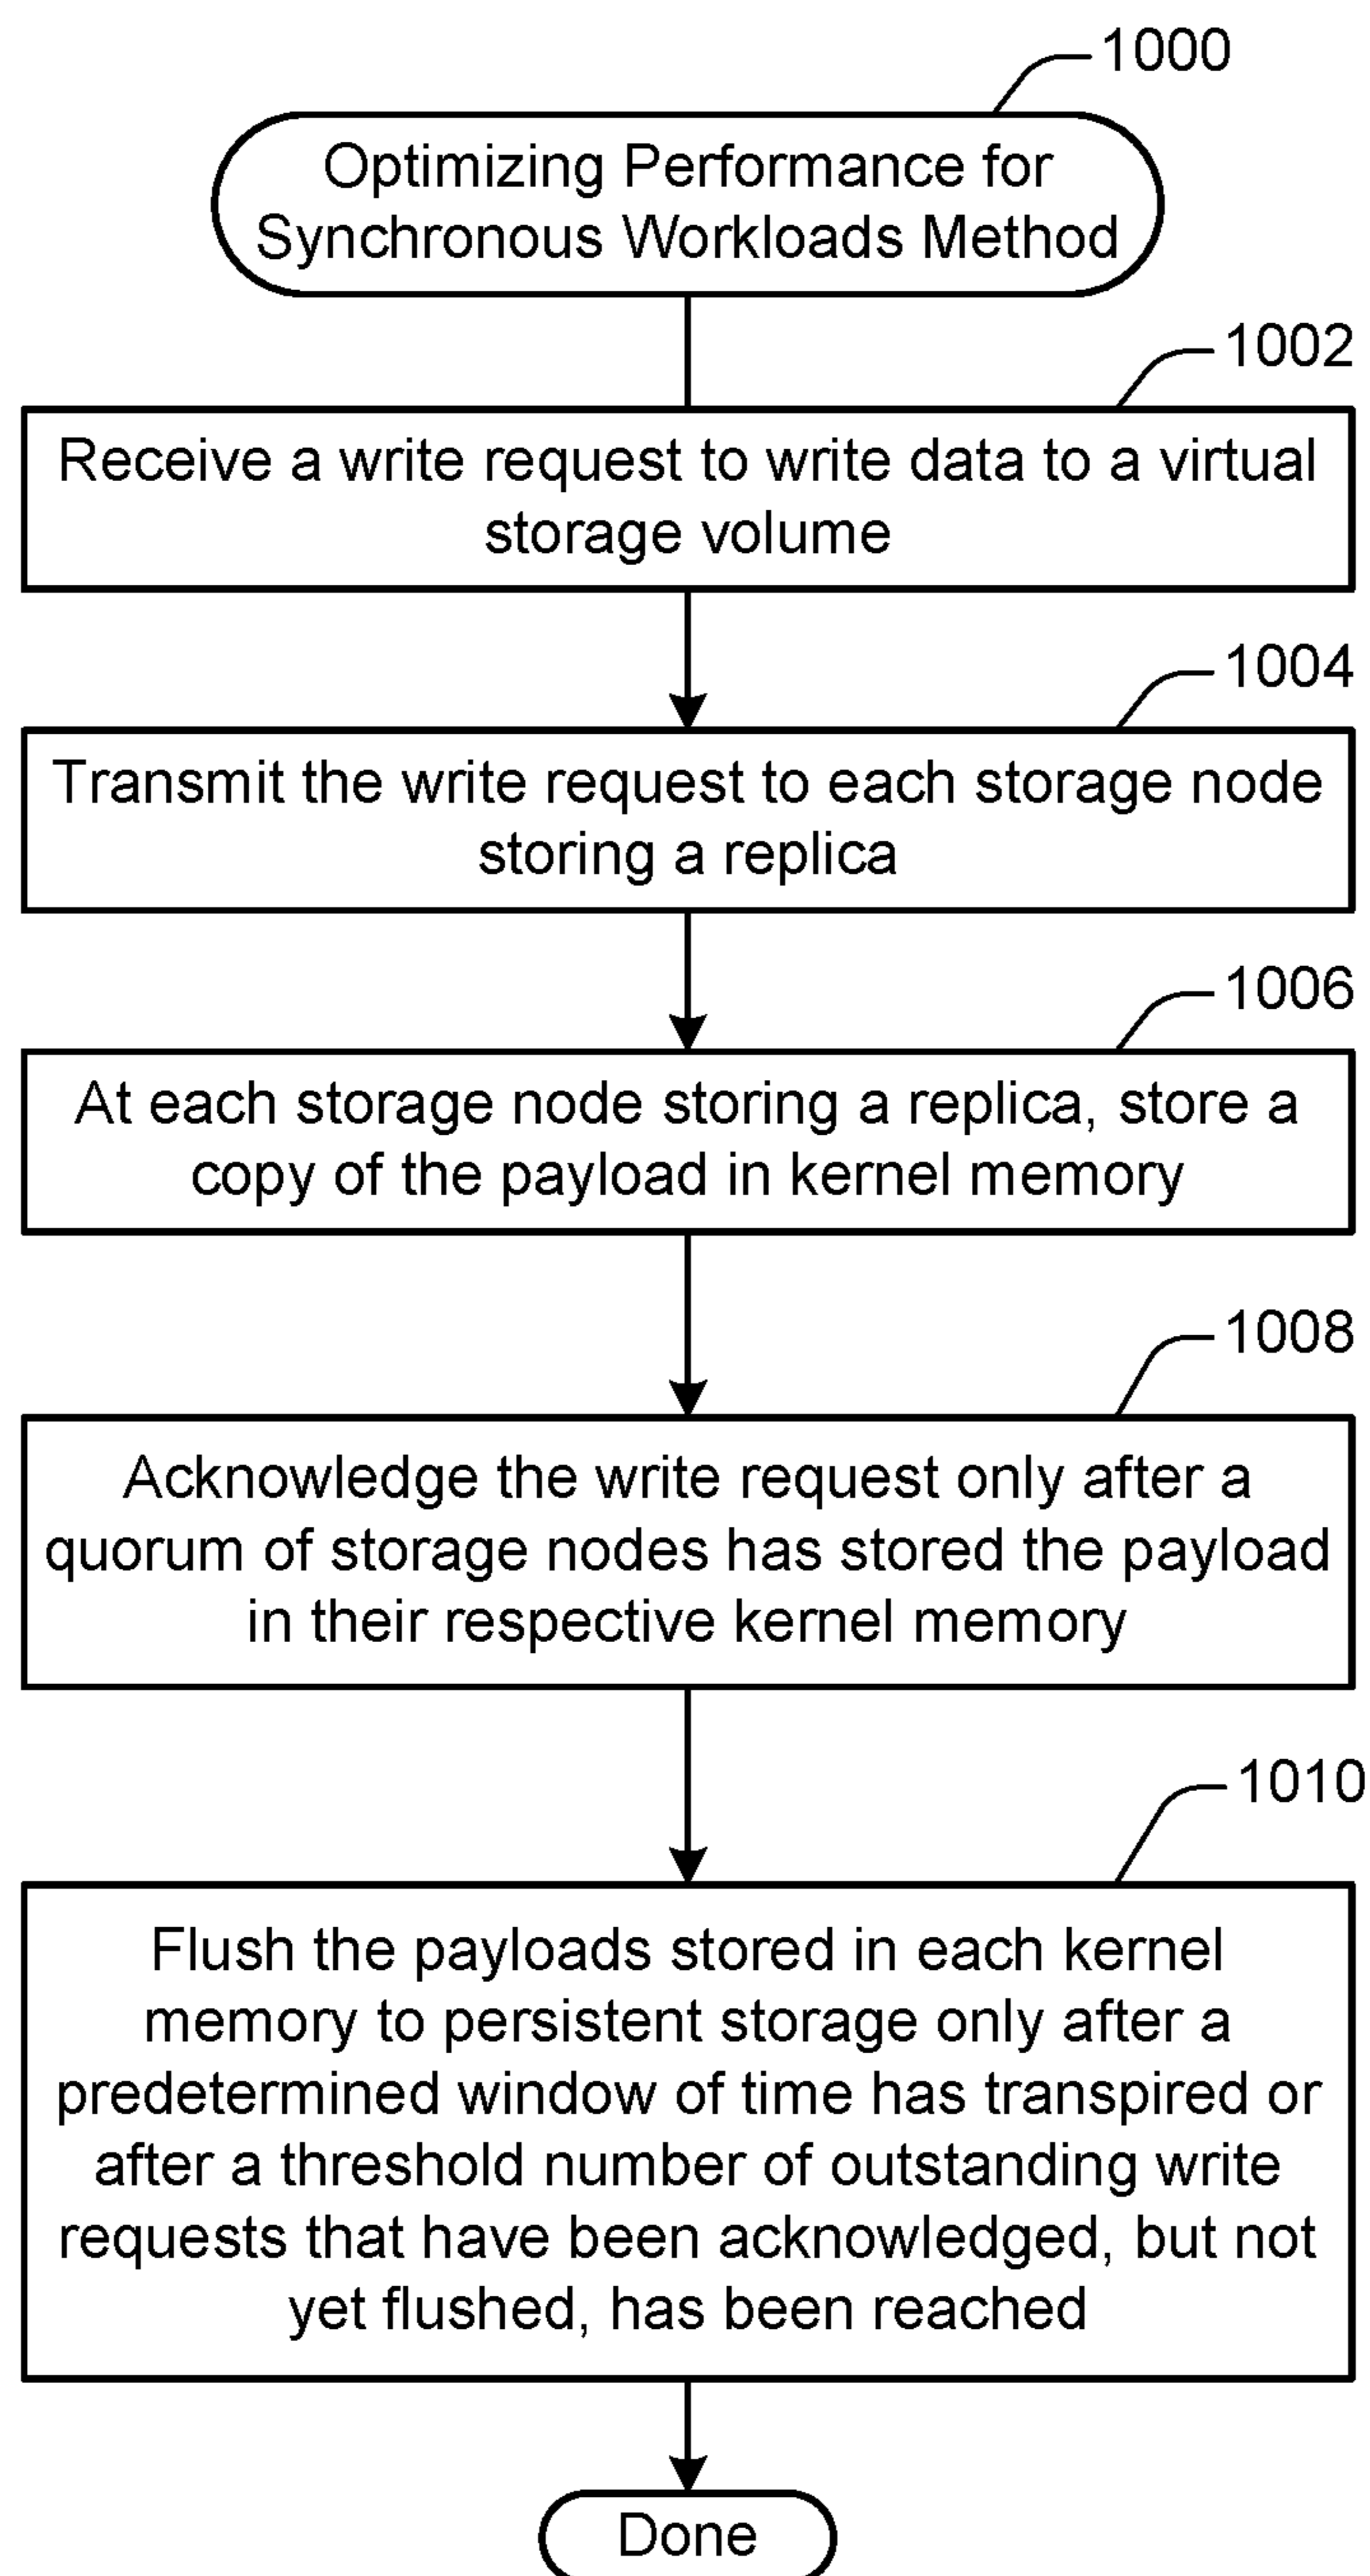 1000
Optimizing Performance for
Synchronous Workloads Method
1002
Receive a write request to write data to a virtual
storage volume
1004
Transmit the write request to each storage node
storing a replica
1006
At each storage node storing a replica, store a
copy of the payload in kernel memory
1008
Acknowledge the write request only after a
quorum of storage nodes has stored the payload
in their respective kernel memory
1010
Flush the payloads stored in each kernel
memory to persistent storage only after a
predetermined window of time has transpired or
after a threshold number of outstanding write
requests that have been acknowledged, but not
yet flushed, has been reached
Done